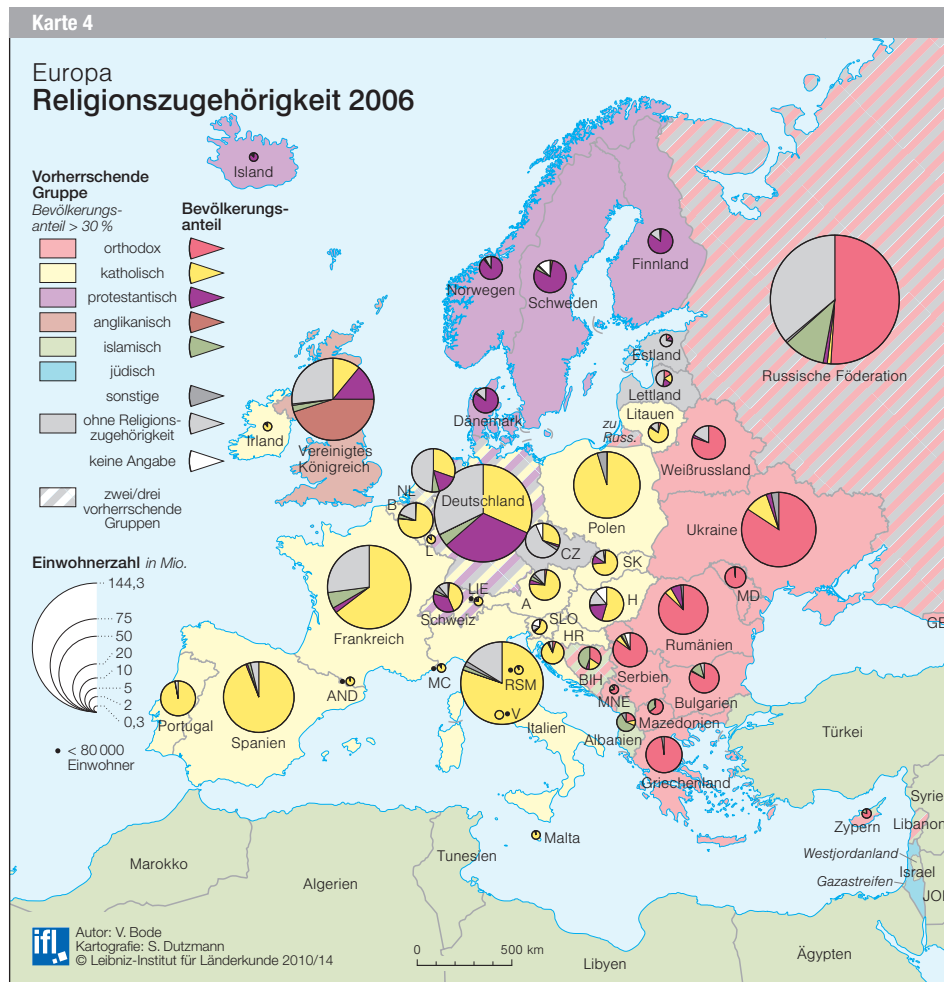 Karte 4
Europa
Religionszugehörigkeit 2006
Vorherrschende
Gruppe
Bevölkerungs-
anteil > 30 %
Bevölkerungs-
anteil
orthodox
katholisch
protestantisch
anglikanisch
islamisch
jüdisch
sonstige
ohne Religions-
zugehörigkeit
keine Angabe
zwei/drei
vorherrschende
Gruppen
Einwohnerzahl in Mio.
144,3
75
50
20
10
5
2
0,3
• < 80 000
Einwohner
Island
Norwegen
Schweden
Finnland
Russische Föderation
Estland
Lettland
Litauen
zu
Russ.
Weißrussland
Dänemark
Irland
Vereinigtes
Königreich
NL
B
L
Deutschland
Polen
Ukraine
CZ
SK
Frankreich
LIE
Schweiz
A
H
MD
Rumänien
SLO
HR
BIH
Serbien
Bulgarien
MNE
Mazedonien
Albanien
Griechenland
Portugal
Spanien
AND
MC
RSM
V
Italien
Malta
Türkei
Zypern
Syrie
Libanon
Westjordanland
Israel
Gazastreifen
JO
GE
Marokko
Algerien
Tunesien
Libyen
Ägypten
ifl
Autor: V. Bode
Kartografie: S. Dutzmann
© Leibniz-Institut für Länderkunde 2010/14
0 500 km